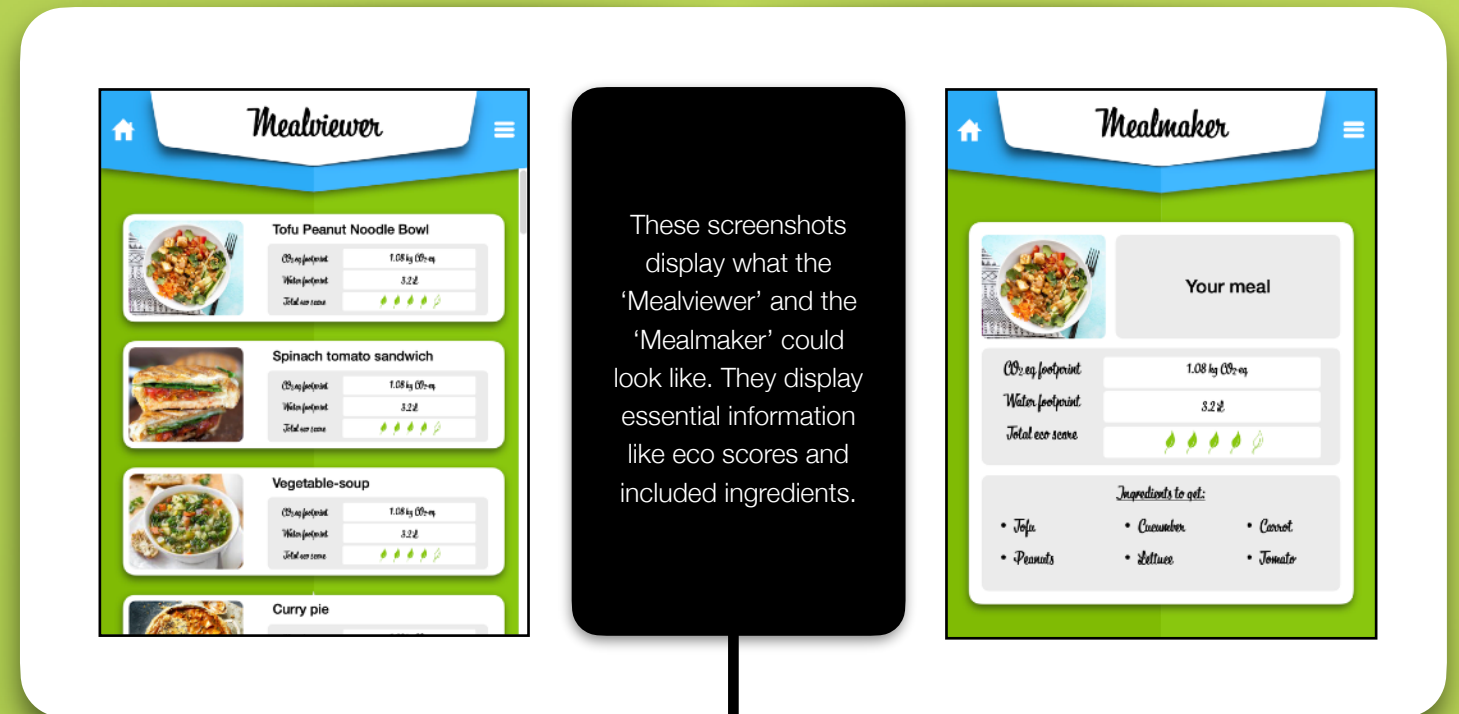 Mealviewer
Tofu Peanut Noodle Bowl
CO₂ eq footprint 1.08 kg CO₂-eq
Water footprint 3.2 L
Total eco score
Spinach tomato sandwich
CO₂ eq footprint 1.08 kg CO₂-eq
Water footprint 3.2 L
Total eco score
Vegetable-soup
CO₂ eq footprint 1.08 kg CO₂-eq
Water footprint 3.2 L
Total eco score
Curry pie
These screenshots
display what the
‘Mealviewer’ and the
‘Mealmaker’ could
look like. They display
essential information
like eco scores and
included ingredients.
Mealmaker
Your meal
CO₂ eq footprint 1.08 kg CO₂-eq
Water footprint 3.2 L
Total eco score
Ingredients to get:
• Tofu • Cucumber • Carrot
• Peanuts • Lettuce • Tomato